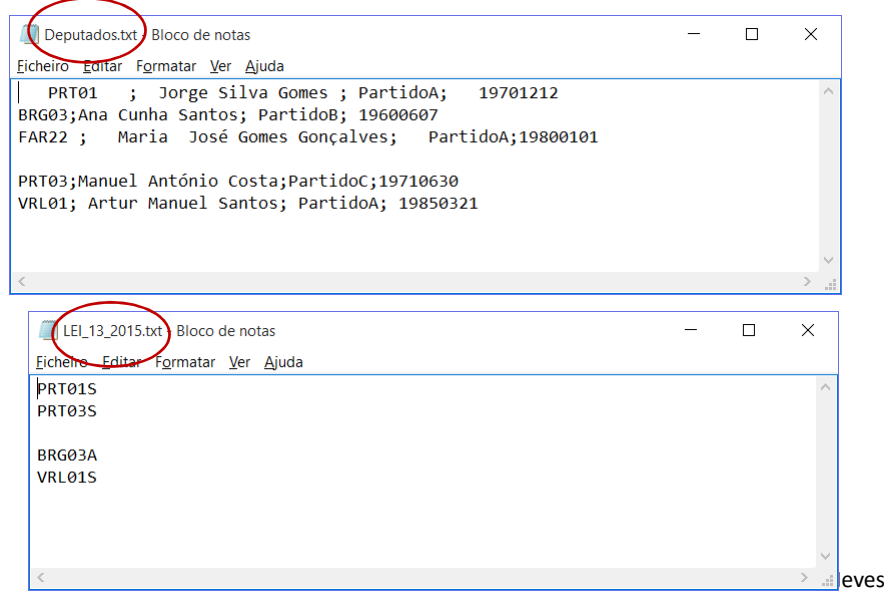 Deputados.txt - Bloco de notas
Ficheiro Editar Formatar Ver Ajuda
PRT01 ; Jorge Silva Gomes ; PartidoA; 19701212
BRG03;Ana Cunha Santos; PartidoB; 19600607
FAR22 ; Maria José Gomes Gonçalves; PartidoA;19800101
PRT03;Manuel António Costa;PartidoC;19710630
VRL01; Artur Manuel Santos; PartidoA; 19850321
LEI_13_2015.txt - Bloco de notas
Ficheiro Editar Formatar Ver Ajuda
PRT01S
PRT03S
BRG03A
VRL01S
eves